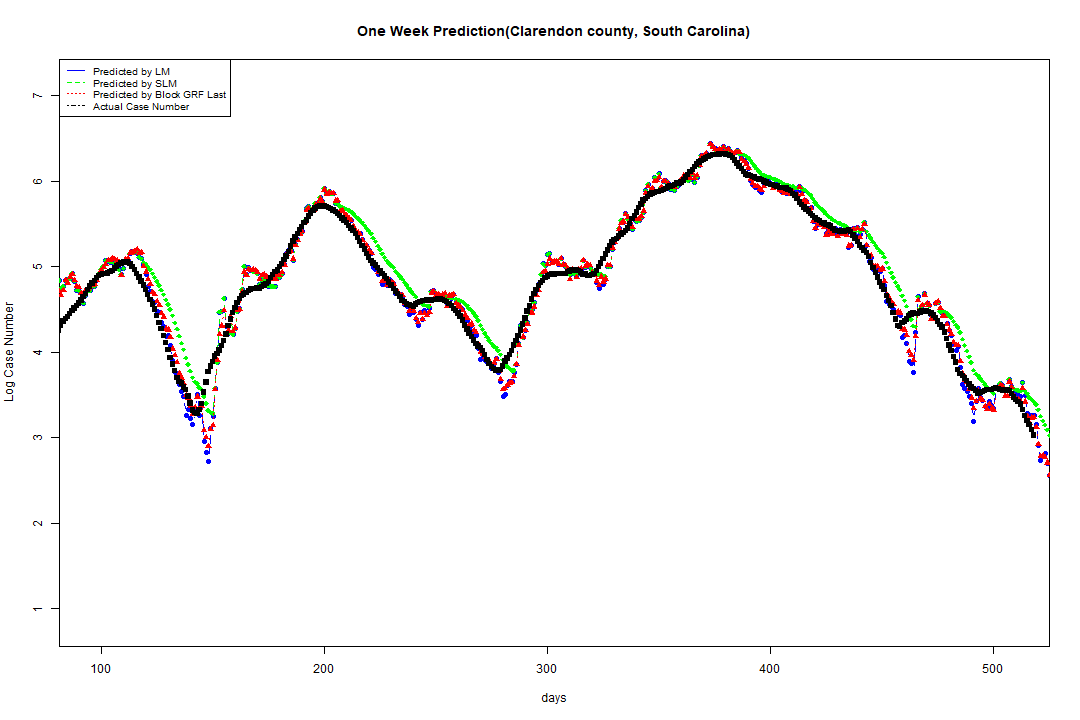 One Week Prediction(Clarendon county, South Carolina)
Predicted by LM
Predicted by SLM
Predicted by Block GRF Last
Actual Case Number
7
6
5
4
3
2
1
Log Case Number
100 200 300 400 500
days